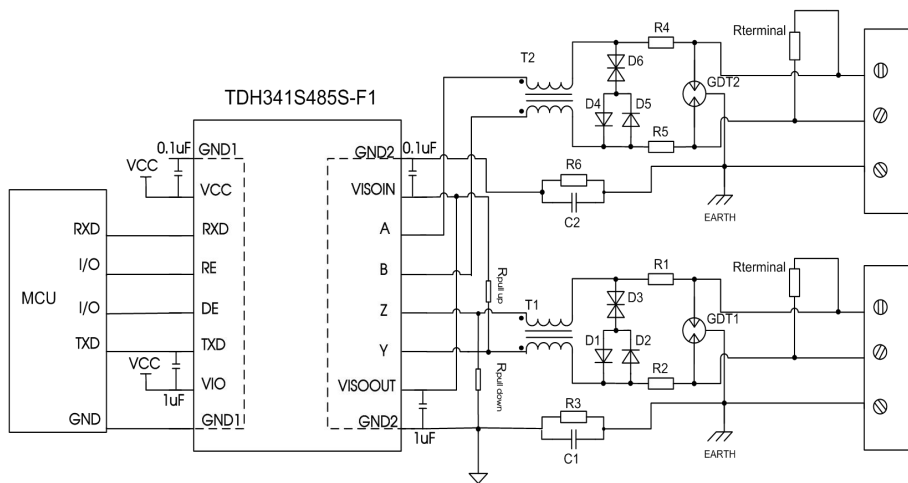 TDH341S485S-F1
MCU
RXD
I/O
I/O
TXD
GND
VCC
0.1uF
VCC
1uF
GND1
VCC
RXD
RE
DE
TXD
VIO
GND1
GND2
VISOIN
A
B
Z
Y
VISOOUT
GND2
0.1uF
1uF
Rpull up
Rpull down
T2
D6
D4
D5
R4
R5
GDT2
Rterminal
R6
C2
EARTH
T1
D3
D1
D2
R1
R2
GDT1
Rterminal
R3
C1
EARTH